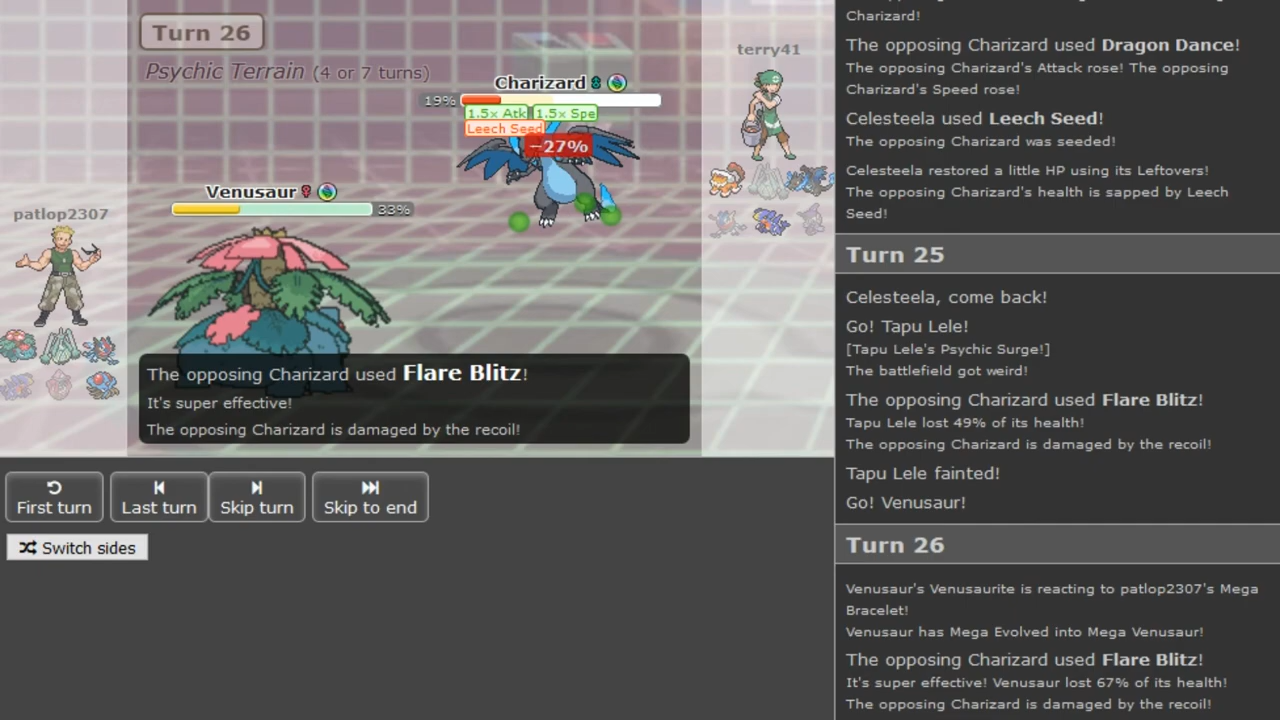 Turn 26
Psychic Terrain (4 or 7 turns)
Charizard
19%
1.5× Atk 1.5× Spe
Leech Seed
−27%
Venusaur
33%
patlop2307
terry41
The opposing Charizard used Flare Blitz!
It's super effective!
The opposing Charizard is damaged by the recoil!
First turn
Last turn
Skip turn
Skip to end
Switch sides
Charizard!
The opposing Charizard used Dragon Dance!
The opposing Charizard's Attack rose! The opposing
Charizard's Speed rose!
Celesteela used Leech Seed!
The opposing Charizard was seeded!
Celesteela restored a little HP using its Leftovers!
The opposing Charizard's health is sapped by Leech
Seed!
Turn 25
Celesteela, come back!
Go! Tapu Lele!
[Tapu Lele's Psychic Surge!]
The battlefield got weird!
The opposing Charizard used Flare Blitz!
Tapu Lele lost 49% of its health!
The opposing Charizard is damaged by the recoil!
Tapu Lele fainted!
Go! Venusaur!
Turn 26
Venusaur's Venusaurite is reacting to patlop2307's Mega
Bracelet!
Venusaur has Mega Evolved into Mega Venusaur!
The opposing Charizard used Flare Blitz!
It's super effective! Venusaur lost 67% of its health!
The opposing Charizard is damaged by the recoil!